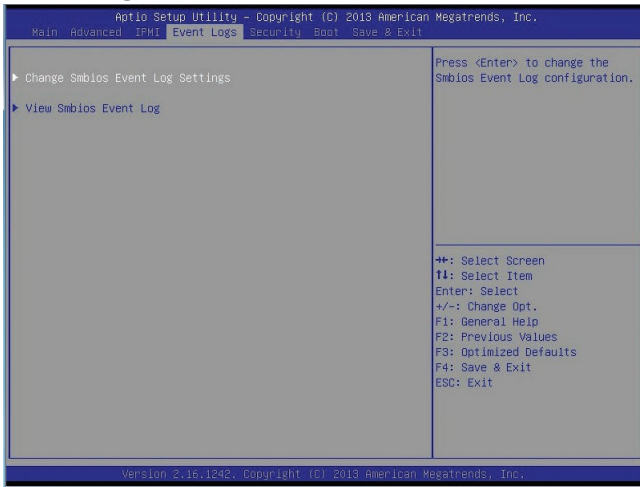 Aptio Setup Utility – Copyright (C) 2013 American Megatrends, Inc.
Main Advanced IPMI Event Logs Security Boot Save & Exit
▶ Change Smbios Event Log Settings
▶ View Smbios Event Log
Press <Enter> to change the
Smbios Event Log configuration.
→←: Select Screen
↑↓: Select Item
Enter: Select
+/-: Change Opt.
F1: General Help
F2: Previous Values
F3: Optimized Defaults
F4: Save & Exit
ESC: Exit
Version 2.16.1242. Copyright (C) 2013 American Megatrends, Inc.